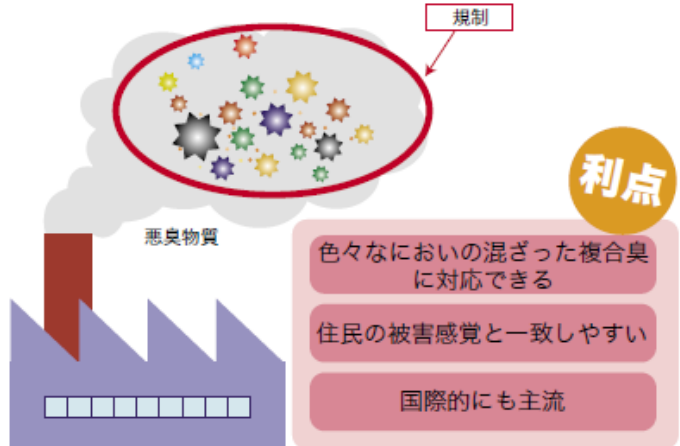 規制
利点
悪臭物質
色々なにおいの混ざった複合臭
に対応できる
住民の被害感覚と一致しやすい
国際的にも主流